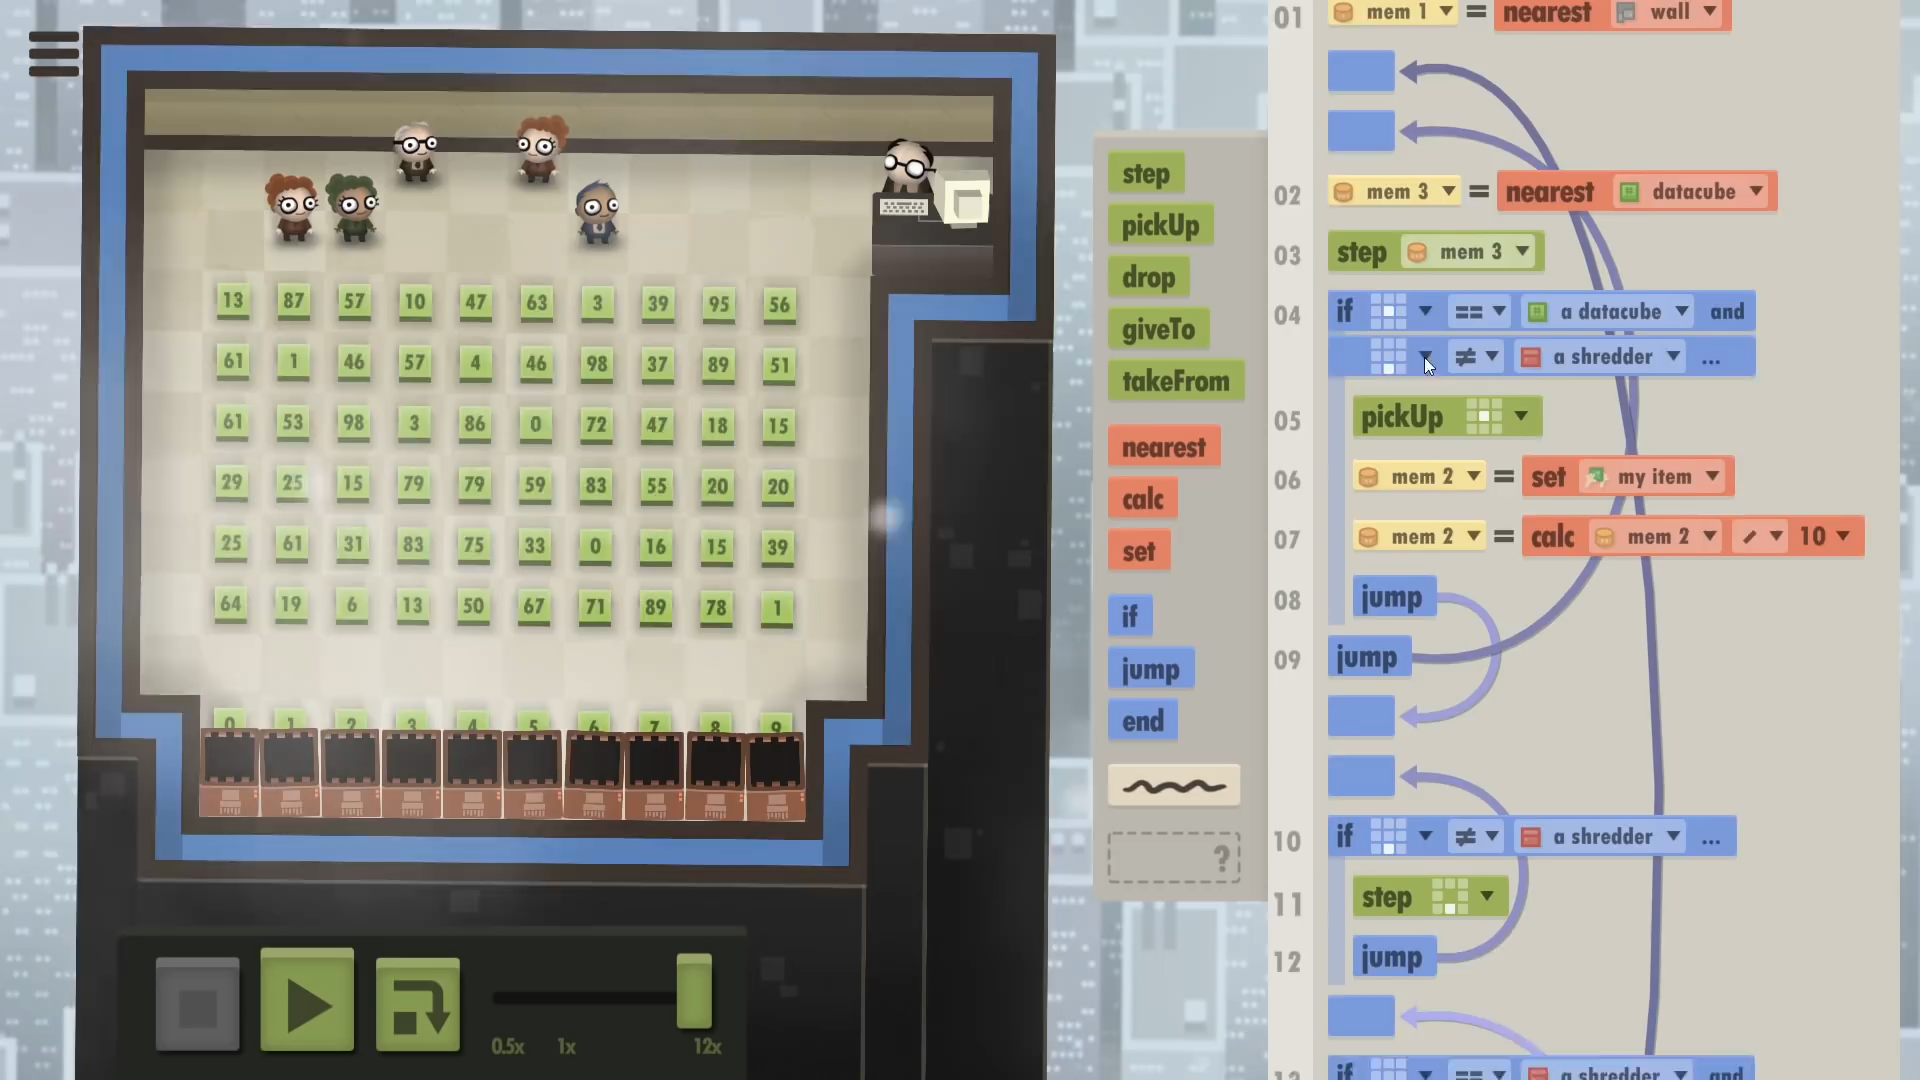 13 87 57 10 47 63 3 39 95 56
61 1 46 57 4 46 98 37 89 51
61 53 98 3 86 0 72 47 18 15
29 25 15 79 79 59 83 55 20 20
25 61 31 83 75 33 0 16 15 39
64 19 6 13 50 67 71 89 78 1
0 1 2 3 4 5 6 7 8 9
0.5x 1x 12x
step
pickUp
drop
giveTo
takeFrom
nearest
calc
set
if
jump
end
?
01 mem 1 = nearest wall
02 mem 3 = nearest datacube
03 step mem 3
04 if == a datacube and
≠ a shredder ...
05 pickUp
06 mem 2 = set my item
07 mem 2 = calc mem 2 / 10
08 jump
09 jump
10 if ≠ a shredder ...
11 step
12 jump
13 if == a shredder and